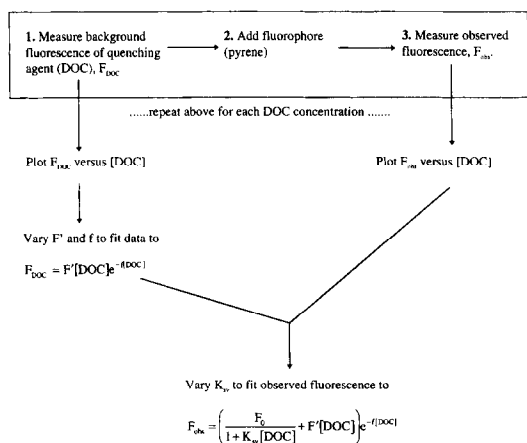 1. Measure background
fluorescence of quenching
agent (DOC), F_DOC
2. Add fluorophore
(pyrene)
3. Measure observed
fluorescence, F_obs.
......repeat above for each DOC concentration .......
Plot F_DOC versus [DOC]
Plot F_obs versus [DOC]
Vary F' and f to fit data to
F_DOC = F'[DOC]e^{-f[DOC]}
Vary K_sv to fit observed fluorescence to
F_obs = (F_0 / (1 + K_sv[DOC]) + F'[DOC]) e^{-f[DOC]}